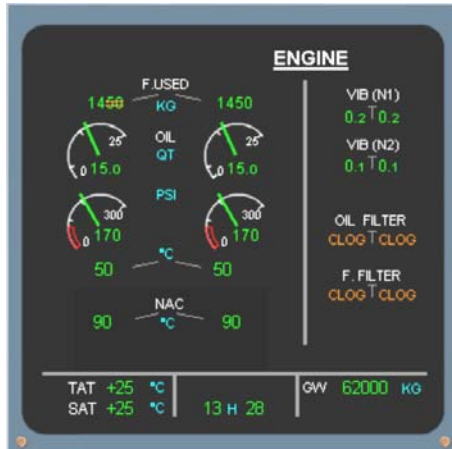 ENGINE
F.USED
1450 KG 1450
OIL
25 QT 25
0 15.0 0 15.0
PSI
300 300
0 170 0 170
50 °C 50
NAC
90 °C 90
VIB (N1)
0.2 0.2
VIB (N2)
0.1 0.1
OIL FILTER
CLOG CLOG
F. FILTER
CLOG CLOG
TAT +25 °C
SAT +25 °C
13 H 28
GW 62000 KG